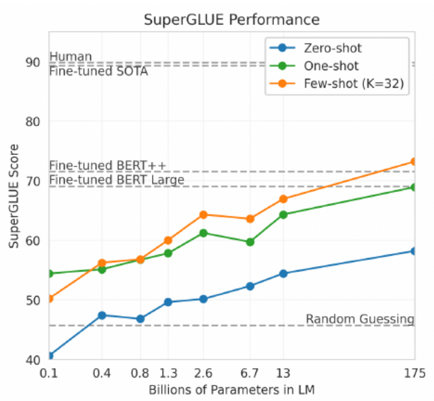 SuperGLUE Performance
Zero-shot
One-shot
Few-shot (K=32)
Human
Fine-tuned SOTA
Fine-tuned BERT++
Fine-tuned BERT Large
Random Guessing
SuperGLUE Score
90
80
70
60
50
40
0.1 0.4 0.8 1.3 2.6 6.7 13 175
Billions of Parameters in LM